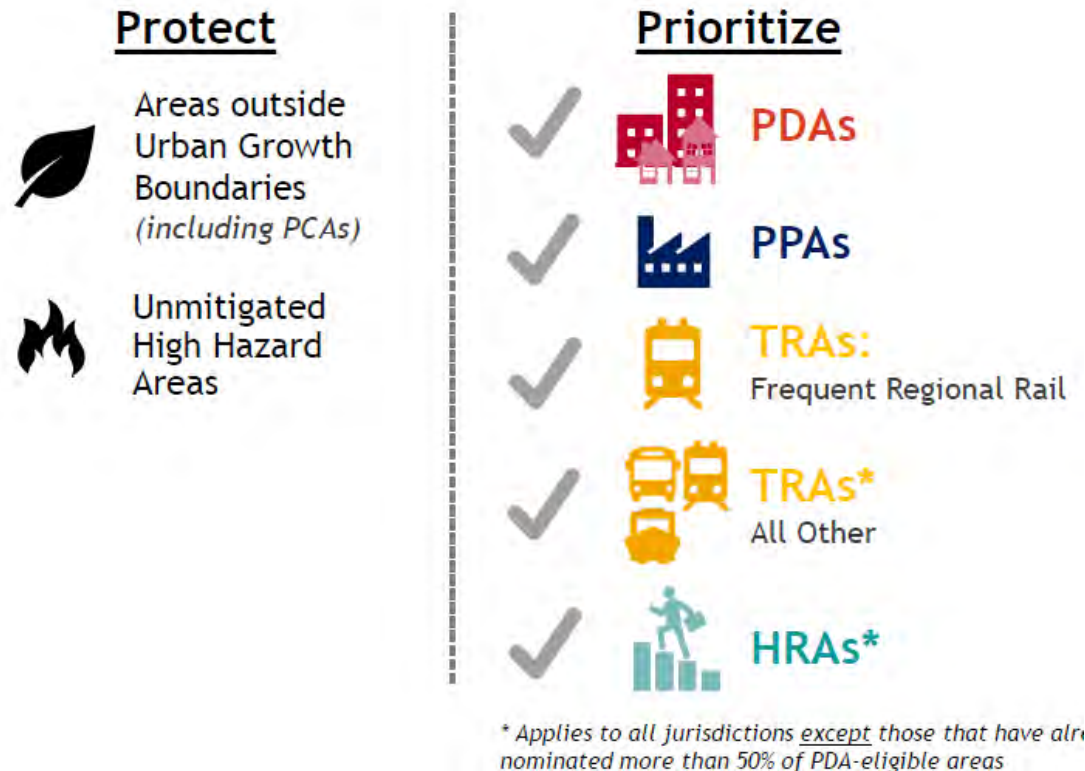 Protect
Areas outside
Urban Growth
Boundaries
(including PCAs)
Unmitigated
High Hazard
Areas
Prioritize
PDAs
PPAs
TRAs:
Frequent Regional Rail
TRAs*
All Other
HRAs*
* Applies to all jurisdictions except those that have
nominated more than 50% of PDA-eligible areas